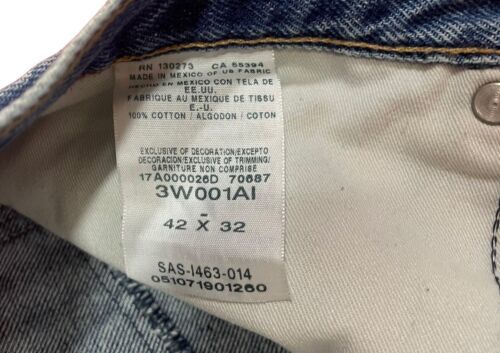 RN 130273 CA 55394
MADE IN MEXICO OF US FABRIC
HECHO EN MEXICO CON TELA DE
EE.UU.
FABRIQUE AU MEXIQUE DE TISSU
E.-U.
100% COTTON / ALGODON / COTON
EXCLUSIVE OF DECORATION/EXCEPTO
DECORACION/EXCLUSIVE OF TRIMMING/
GARNITURE NON COMPRISE
17A000026D 70687
3W001AI
-
42 X 32
SAS-I463-014
051071901260